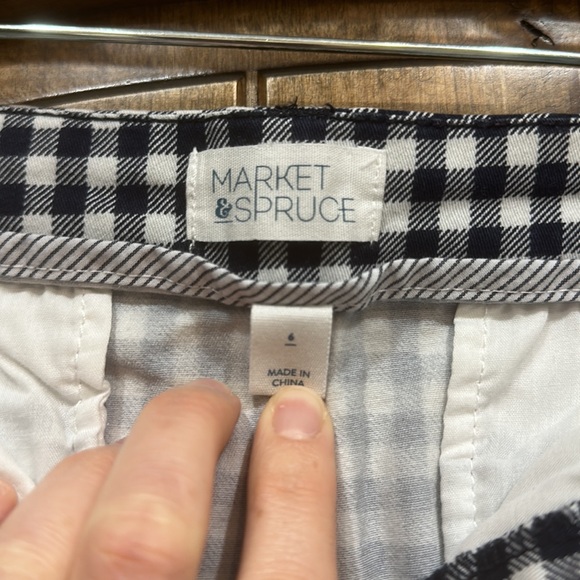 MARKET
& SPRUCE
6
MADE IN
CHINA